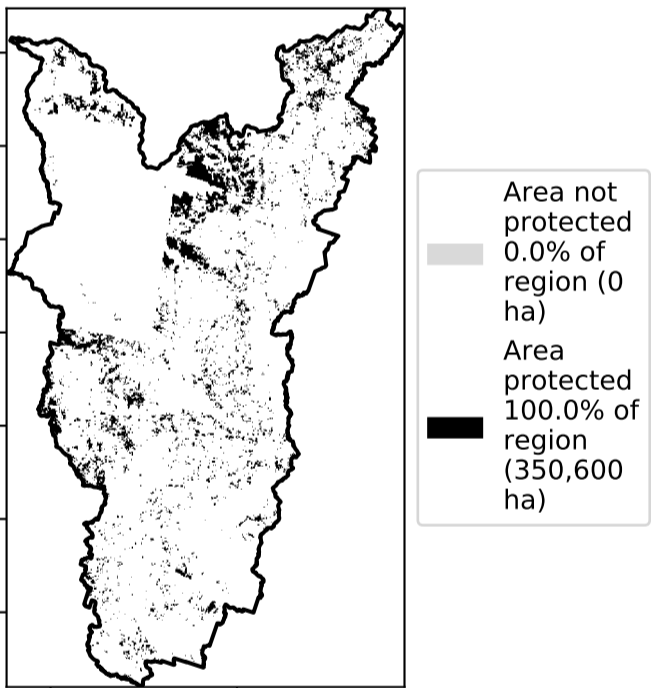 Area not
protected
0.0% of
region (0
ha)
Area
protected
100.0% of
region
(350,600
ha)